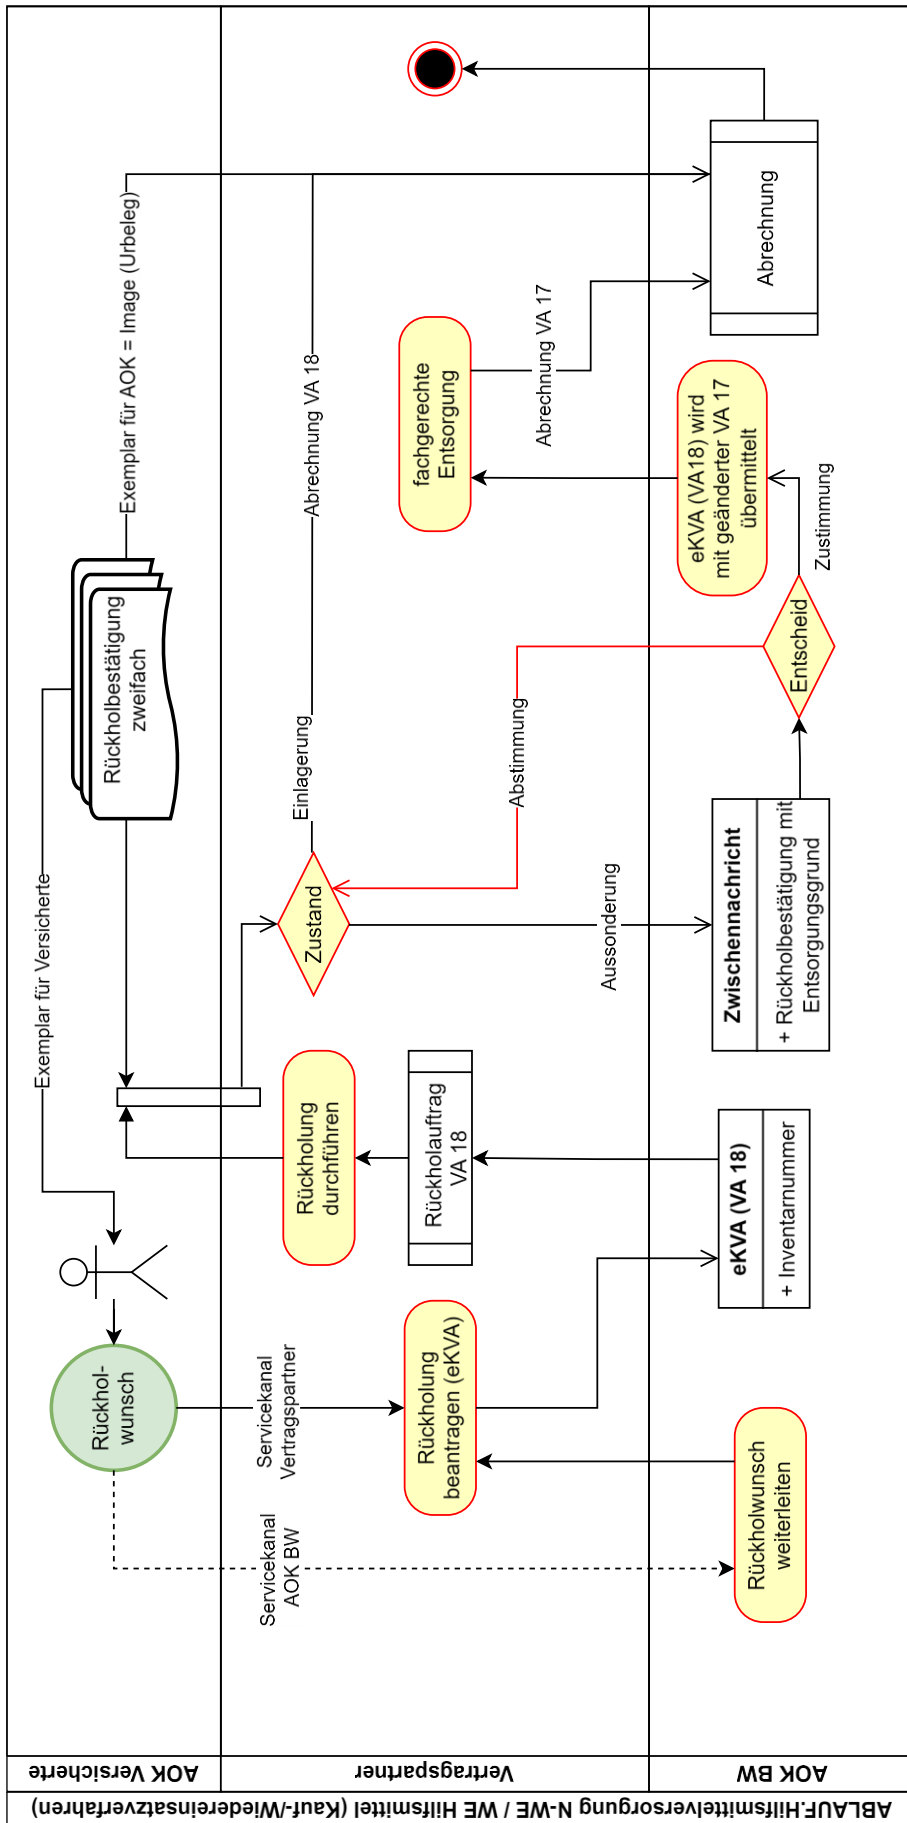 ABLAUF.Hilfsmittelversorgung N-WE / WE Hilfsmittel (Kauf-/Wiedereinsatzverfahren)
AOK Versicherte
Vertragspartner
AOK BW
Rückhol-
wunsch
Exemplar für Versicherte
Rückholbestätigung
zweifach
Exemplar für AOK = Image (Urbeleg)
Servicekanal
AOK BW
Servicekanal
Vertragspartner
Rückholung
beantragen (eKVA)
Rückholwunsch
weiterleiten
eKVA (VA 18)
+ Inventarnummer
Rückholauftrag
VA 18
Rückholung
durchführen
Zustand
Einlagerung
Abrechnung VA 18
Aussonderung
Zwischennachricht
+ Rückholbestätigung mit
Entsorgungsgrund
Abstimmung
Entscheid
Zustimmung
eKVA (VA18) wird
mit geänderter VA 17
übermittelt
fachgerechte
Entsorgung
Abrechnung VA 17
Abrechnung